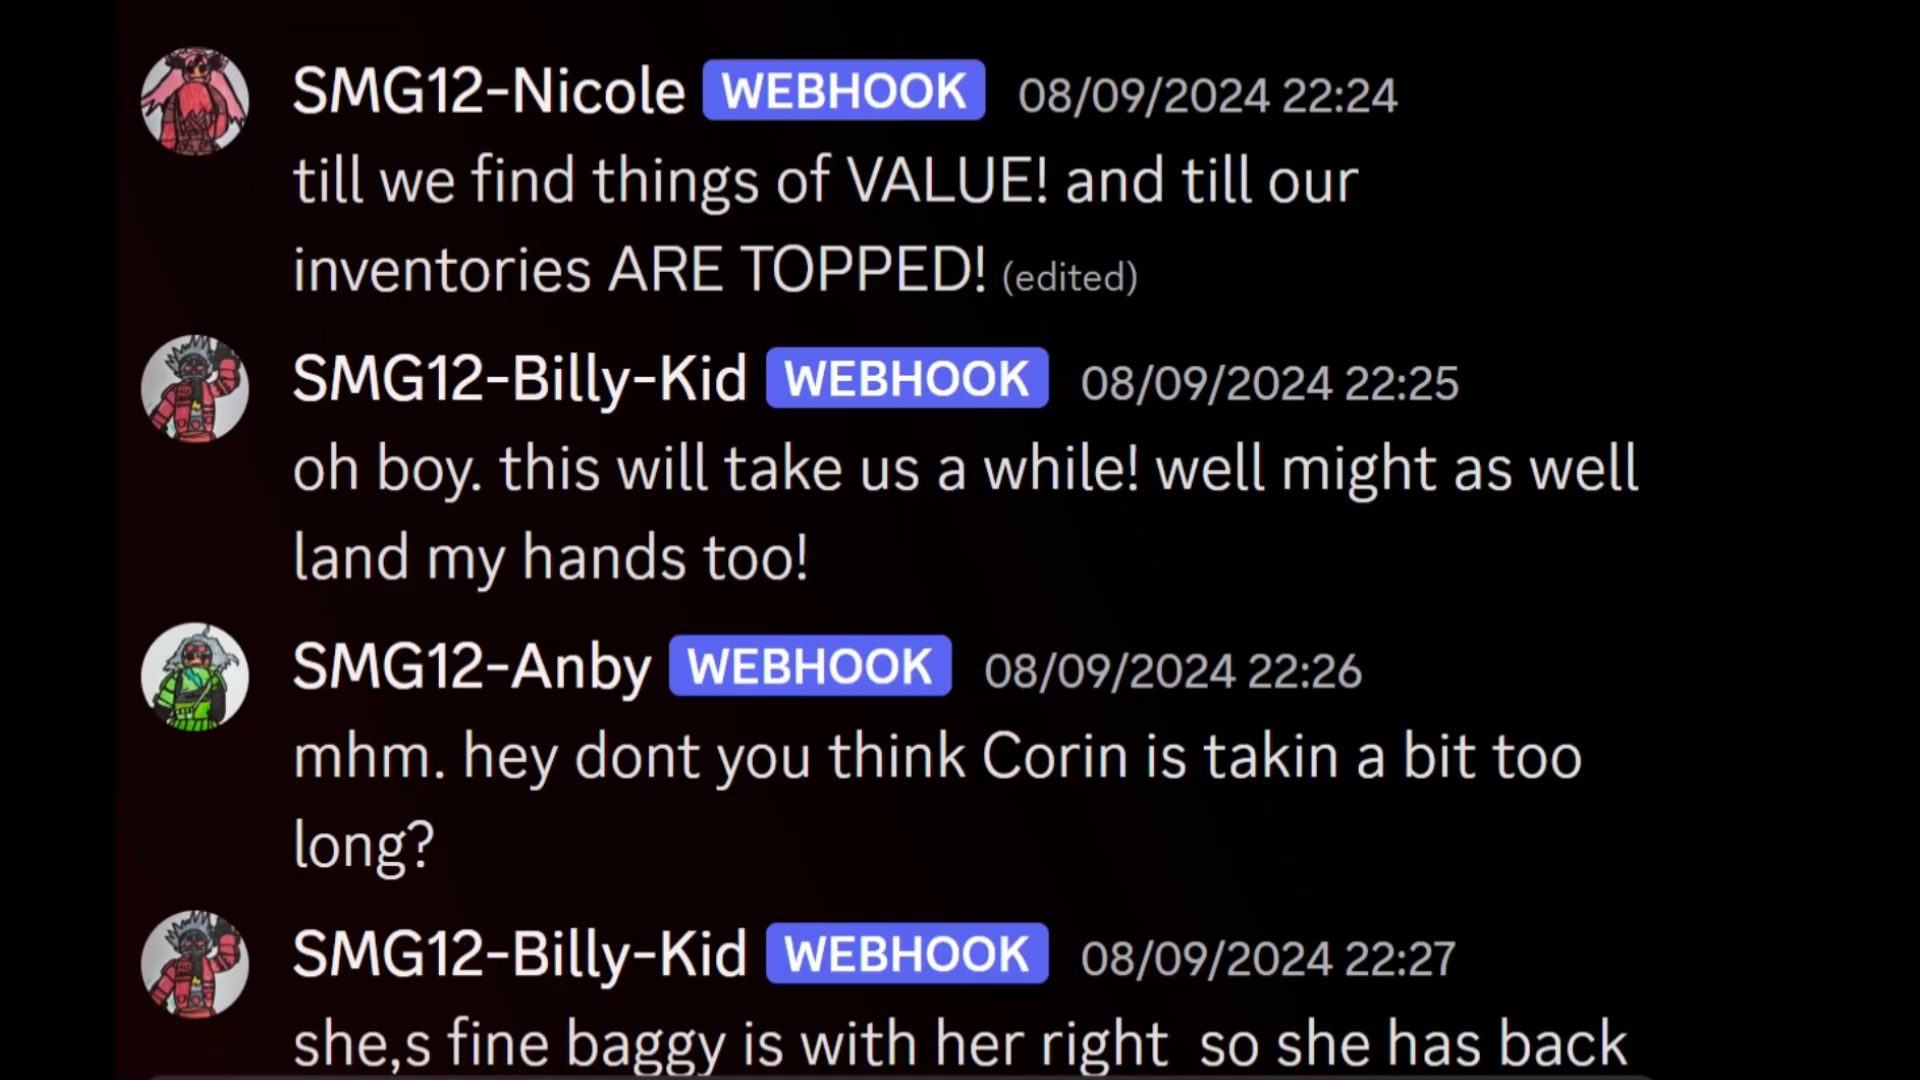 SMG12-Nicole WEBHOOK 08/09/2024 22:24
till we find things of VALUE! and till our
inventories ARE TOPPED! (edited)
SMG12-Billy-Kid WEBHOOK 08/09/2024 22:25
oh boy. this will take us a while! well might as well
land my hands too!
SMG12-Anby WEBHOOK 08/09/2024 22:26
mhm. hey dont you think Corin is takin a bit too
long?
SMG12-Billy-Kid WEBHOOK 08/09/2024 22:27
she,s fine baggy is with her right  so she has back